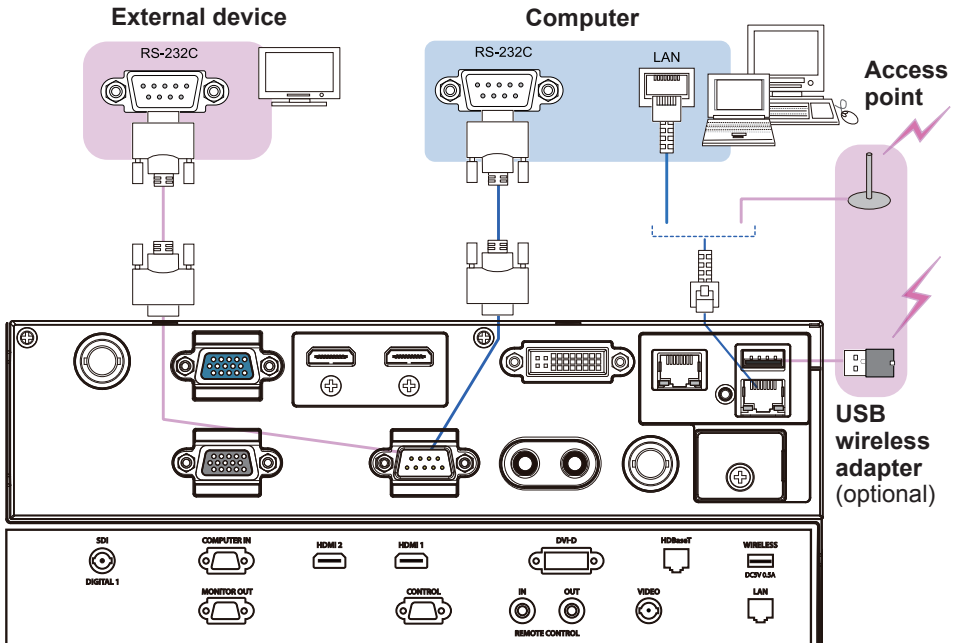 External device
Computer
RS-232C
RS-232C
LAN
Access
point
USB
wireless
adapter
(optional)
SDI
COMPUTER IN
HDMI 2
HDMI 1
DVI-D
HDBaseT
WIRELESS
DIGITAL 1
DC5V 0.5A
MONITOR OUT
CONTROL
IN
OUT
VIDEO
LAN
REMOTE CONTROL